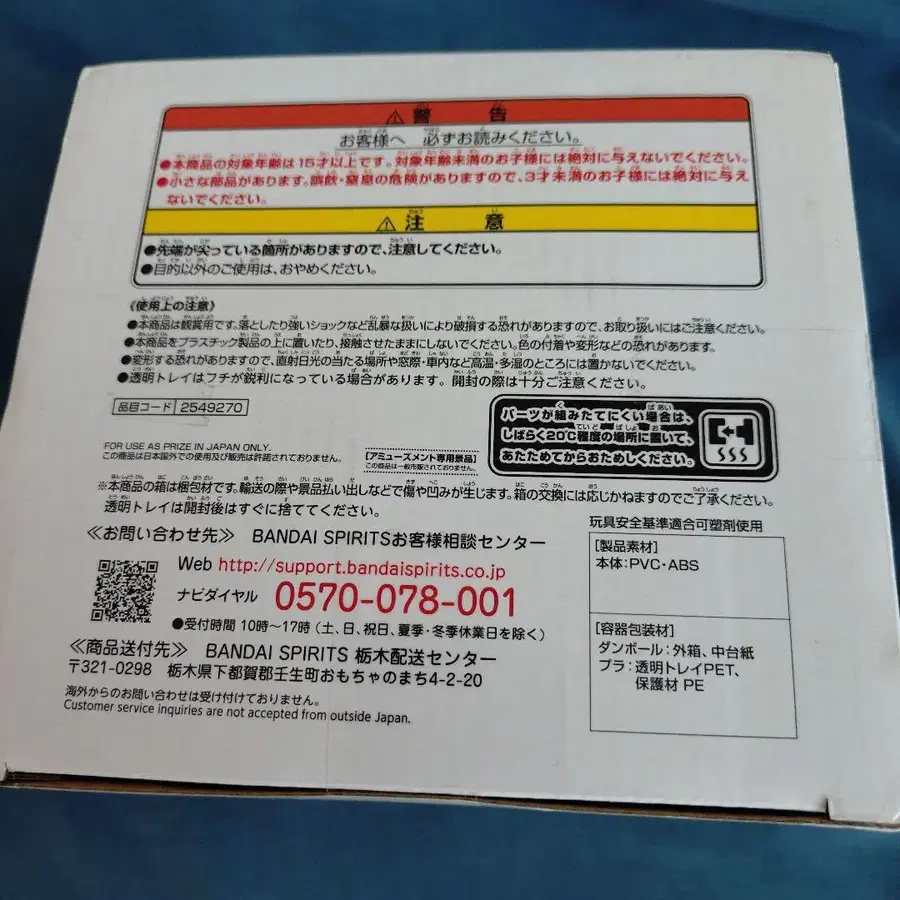 ⚠警告
お客様へ 必ずお読みください。
●本商品の対象年齢は15才以上です。対象年齢未満のお子様には絶対に与えないでください。
●小さな部品があります。誤飲・窒息の危険がありますので、3才未満のお子様には絶対に与え
ないでください。
⚠注意
●先端が尖っている箇所がありますので、注意してください。
●目的以外のご使用は、おやめください。
《使用上の注意》
●本商品は観賞用です。落としたり強いショックなど乱暴な扱いにより破損する恐れがありますので、お取り扱いにはご注意ください。
●本商品をプラスチック製品の上に置いたり、接触させたままにしないでください。色の付着や変形などの恐れがあります。
●変形する恐れがありますので、直射日光の当たる場所や窓際・車内など高温・多湿のところには置かないでください。
●透明トレイはフチが鋭利になっている場合があります。開封の際は十分ご注意ください。
品目コード 2549270
パーツが組みたてにくい場合は、
しばらく20℃程度の場所に置いて、
あたためてからおためしください。
FOR USE AS PRIZE IN JAPAN ONLY.
この商品は日本国外での使用及び販売は許諾されておりません。
【アミューズメント専用景品】
この商品は一般市販されておりません。
※本商品の箱は梱包材です。輸送の際や景品払い出しなどで傷や凹みが生じます。箱の交換には応じかねますのでご了承ください。
透明トレイは開封後はすぐに捨ててください。
≪お問い合わせ先≫ BANDAI SPIRITSお客様相談センター
Web http://support.bandaispirits.co.jp
ナビダイヤル 0570-078-001
●受付時間 10時～17時(土、日、祝日、夏季・冬季休業日を除く)
≪商品送付先≫ BANDAI SPIRITS 栃木配送センター
〒321-0298 栃木県下都賀郡壬生町おもちゃのまち4-2-20
海外からのお問い合わせは受け付けておりません。
Customer service inquiries are not accepted from outside Japan.
玩具安全基準適合可塑剤使用
[製品素材]
本体:PVC・ABS
[容器包装材]
ダンボール:外箱、中台紙
プラ:透明トレイPET、
保護材 PE